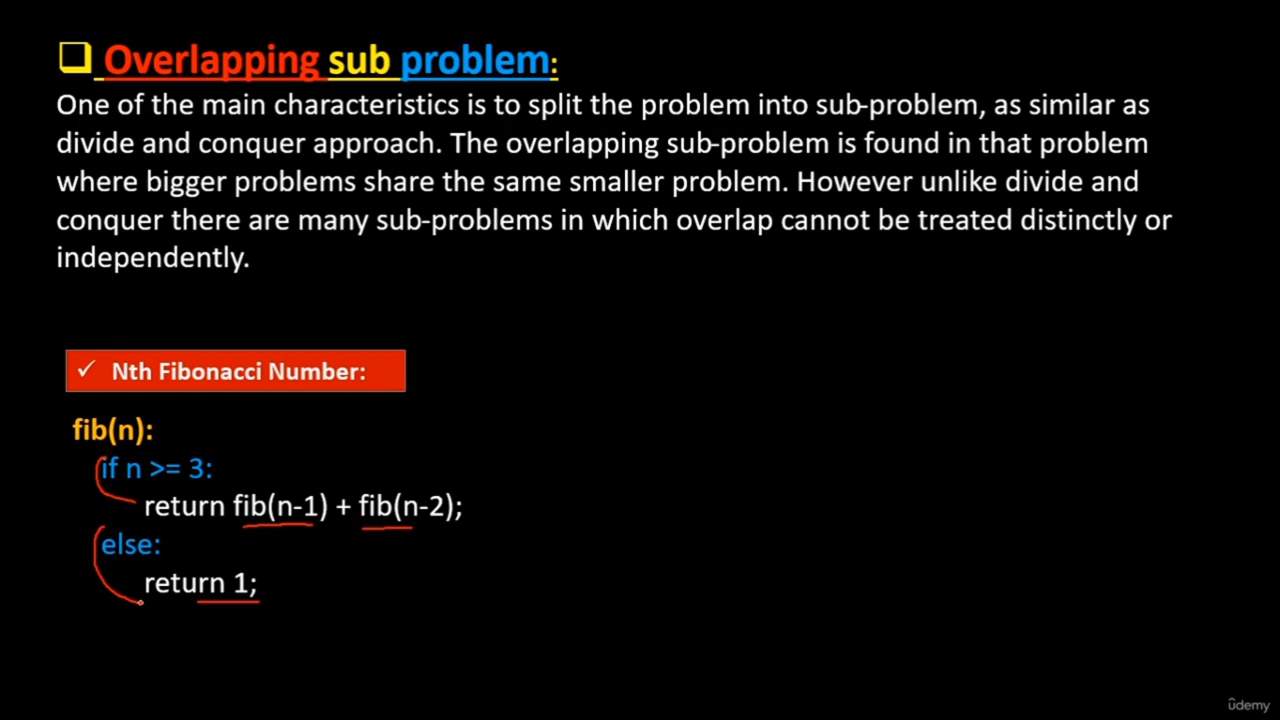 Overlapping sub problem:
One of the main characteristics is to split the problem into sub-problem, as similar as
divide and conquer approach. The overlapping sub-problem is found in that problem
where bigger problems share the same smaller problem. However unlike divide and
conquer there are many sub-problems in which overlap cannot be treated distinctly or
independently.
✓ Nth Fibonacci Number:
fib(n):
if n >= 3:
return fib(n-1) + fib(n-2);
else:
return 1;
ûdemy